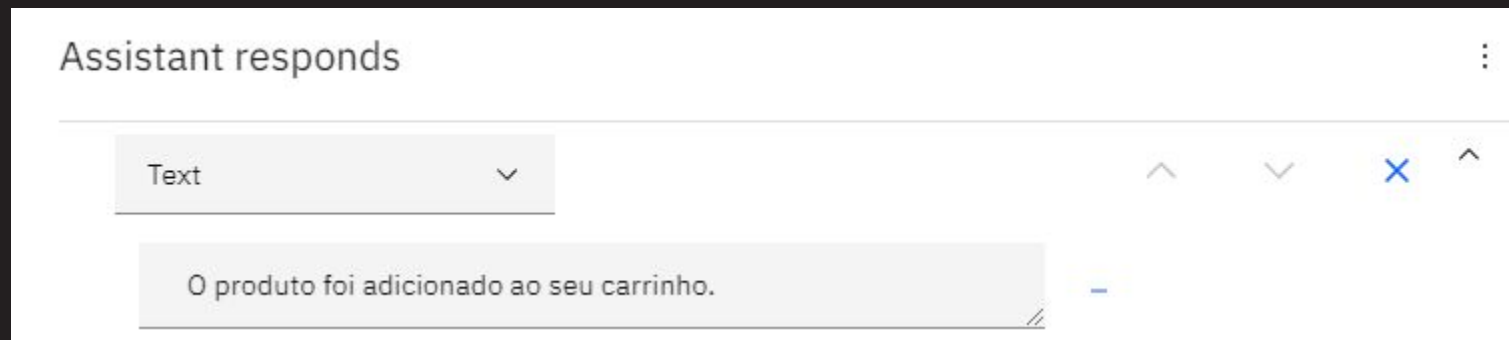 Assistant responds
Text
O produto foi adicionado ao seu carrinho.